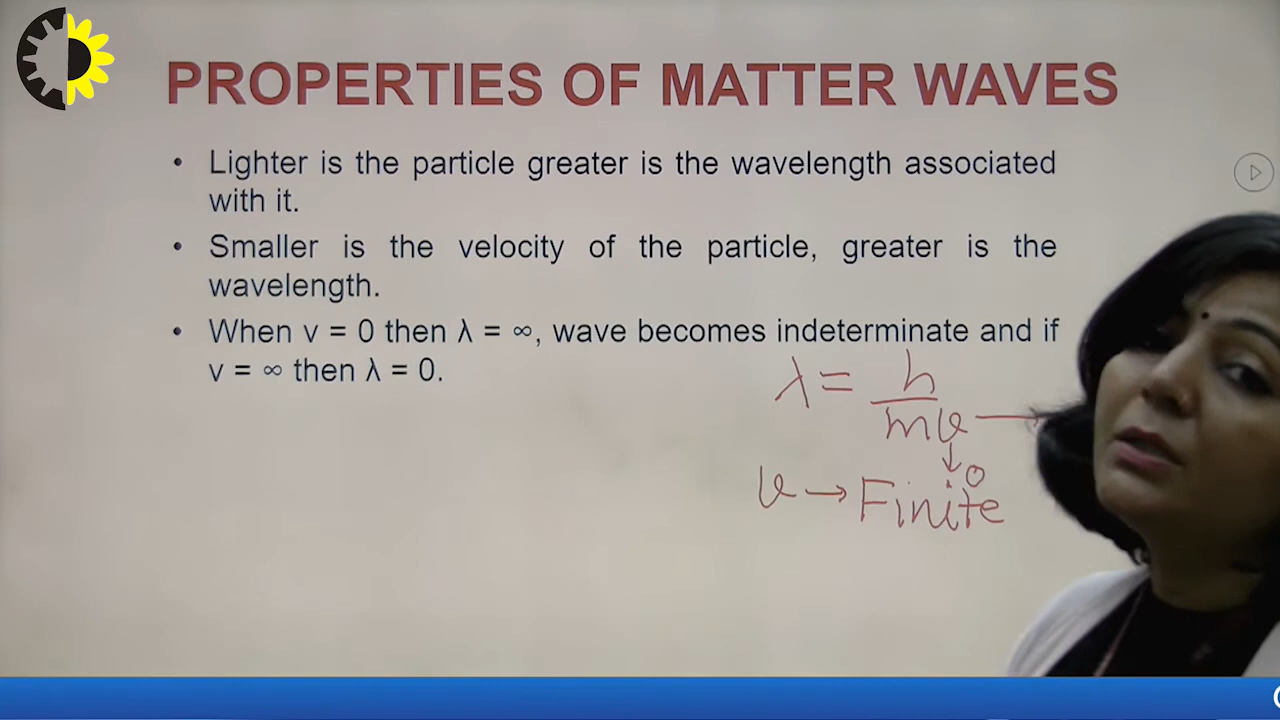 PROPERTIES OF MATTER WAVES
• Lighter is the particle greater is the wavelength associated
with it.
• Smaller is the velocity of the particle, greater is the
wavelength.
• When v = 0 then λ = ∞, wave becomes indeterminate and if
v = ∞ then λ = 0.
λ = h
mv →
↓
0
v → Finite